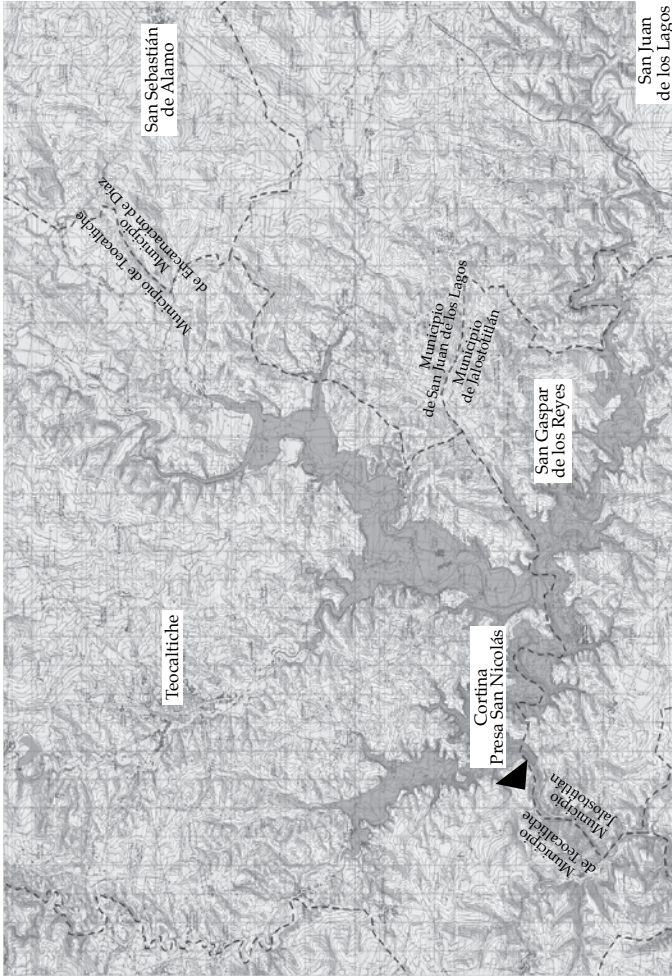 San Sebastián
de Alamo
San Juan
de los Lagos
Municipio de Teocaltiche
Municipio
de Encarnación de Díaz
Municipio
de San Juan de los Lagos
Municipio
de Jalostotitlán
San Gaspar
de los Reyes
Teocaltiche
Cortina
Presa San Nicolás
Municipio
de Teocaltiche
Municipio
Jalostotitlán